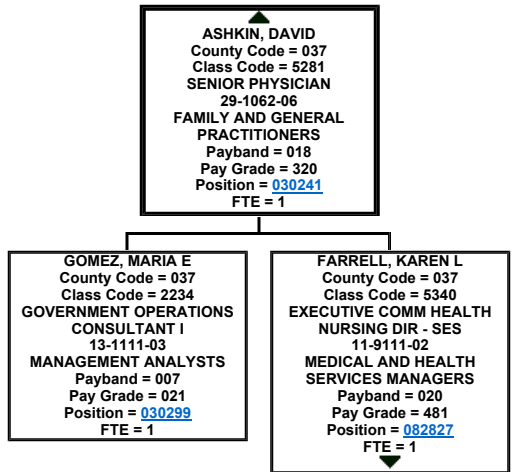 ASHKIN, DAVID
County Code = 037
Class Code = 5281
SENIOR PHYSICIAN
29-1062-06
FAMILY AND GENERAL
PRACTITIONERS
Payband = 018
Pay Grade = 320
Position = 030241
FTE = 1
GOMEZ, MARIA E
County Code = 037
Class Code = 2234
GOVERNMENT OPERATIONS
CONSULTANT I
13-1111-03
MANAGEMENT ANALYSTS
Payband = 007
Pay Grade = 021
Position = 030299
FTE = 1
FARRELL, KAREN L
County Code = 037
Class Code = 5340
EXECUTIVE COMM HEALTH
NURSING DIR - SES
11-9111-02
MEDICAL AND HEALTH
SERVICES MANAGERS
Payband = 020
Pay Grade = 481
Position = 082827
FTE = 1